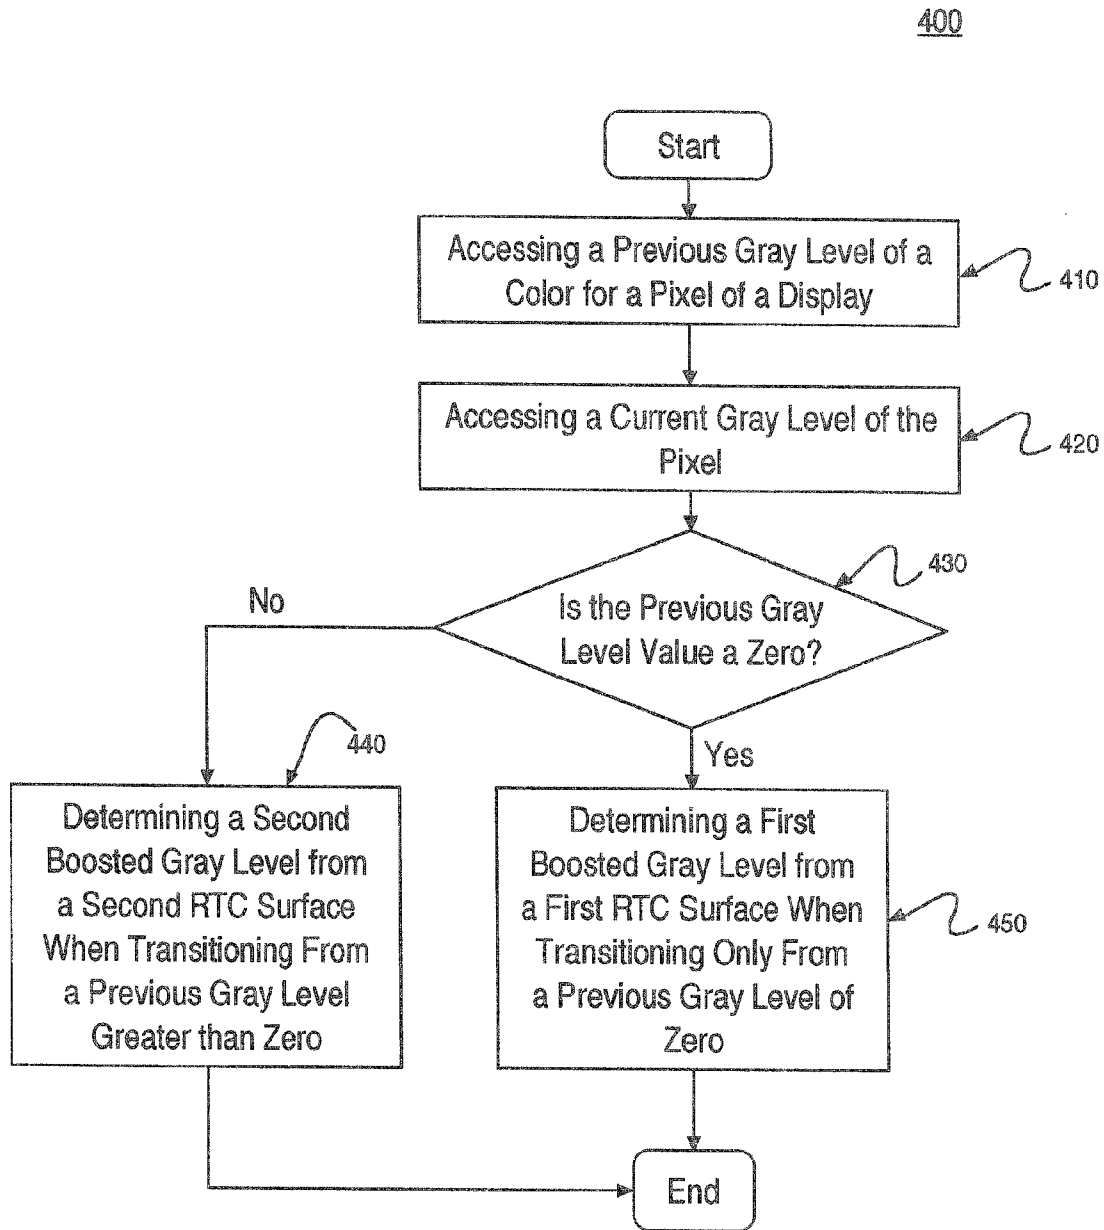 400
Start
Accessing a Previous Gray Level of a
Color for a Pixel of a Display
410
Accessing a Current Gray Level of the
Pixel
420
430
Is the Previous Gray
Level Value a Zero?
No
Yes
440
Determining a Second
Boosted Gray Level from
a Second RTC Surface
When Transitioning From
a Previous Gray Level
Greater than Zero
Determining a First
Boosted Gray Level from
a First RTC Surface When
Transitioning Only From
a Previous Gray Level of
Zero
450
End